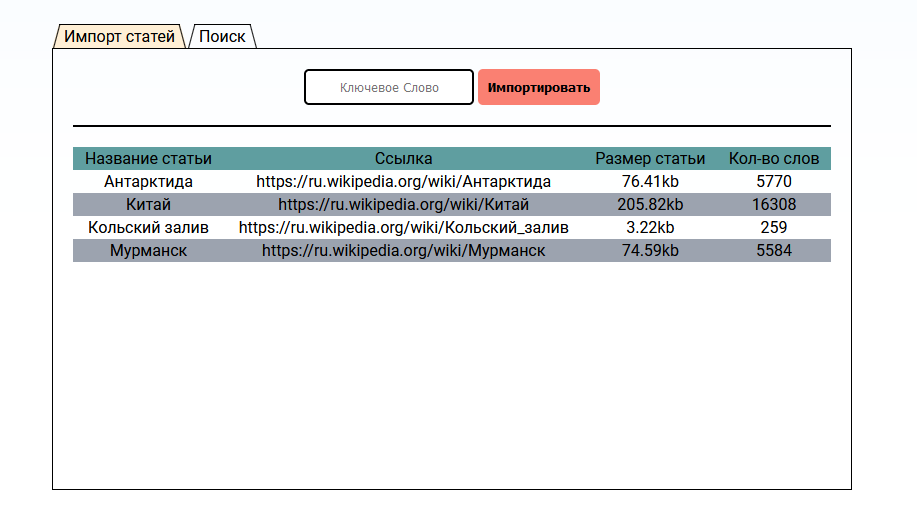 Импорт статей Поиск
Ключевое Слово Импортировать
Название статьи Ссылка Размер статьи Кол-во слов
Антарктида https://ru.wikipedia.org/wiki/Антарктида 76.41kb 5770
Китай https://ru.wikipedia.org/wiki/Китай 205.82kb 16308
Кольский залив https://ru.wikipedia.org/wiki/Кольский_залив 3.22kb 259
Мурманск https://ru.wikipedia.org/wiki/Мурманск 74.59kb 5584